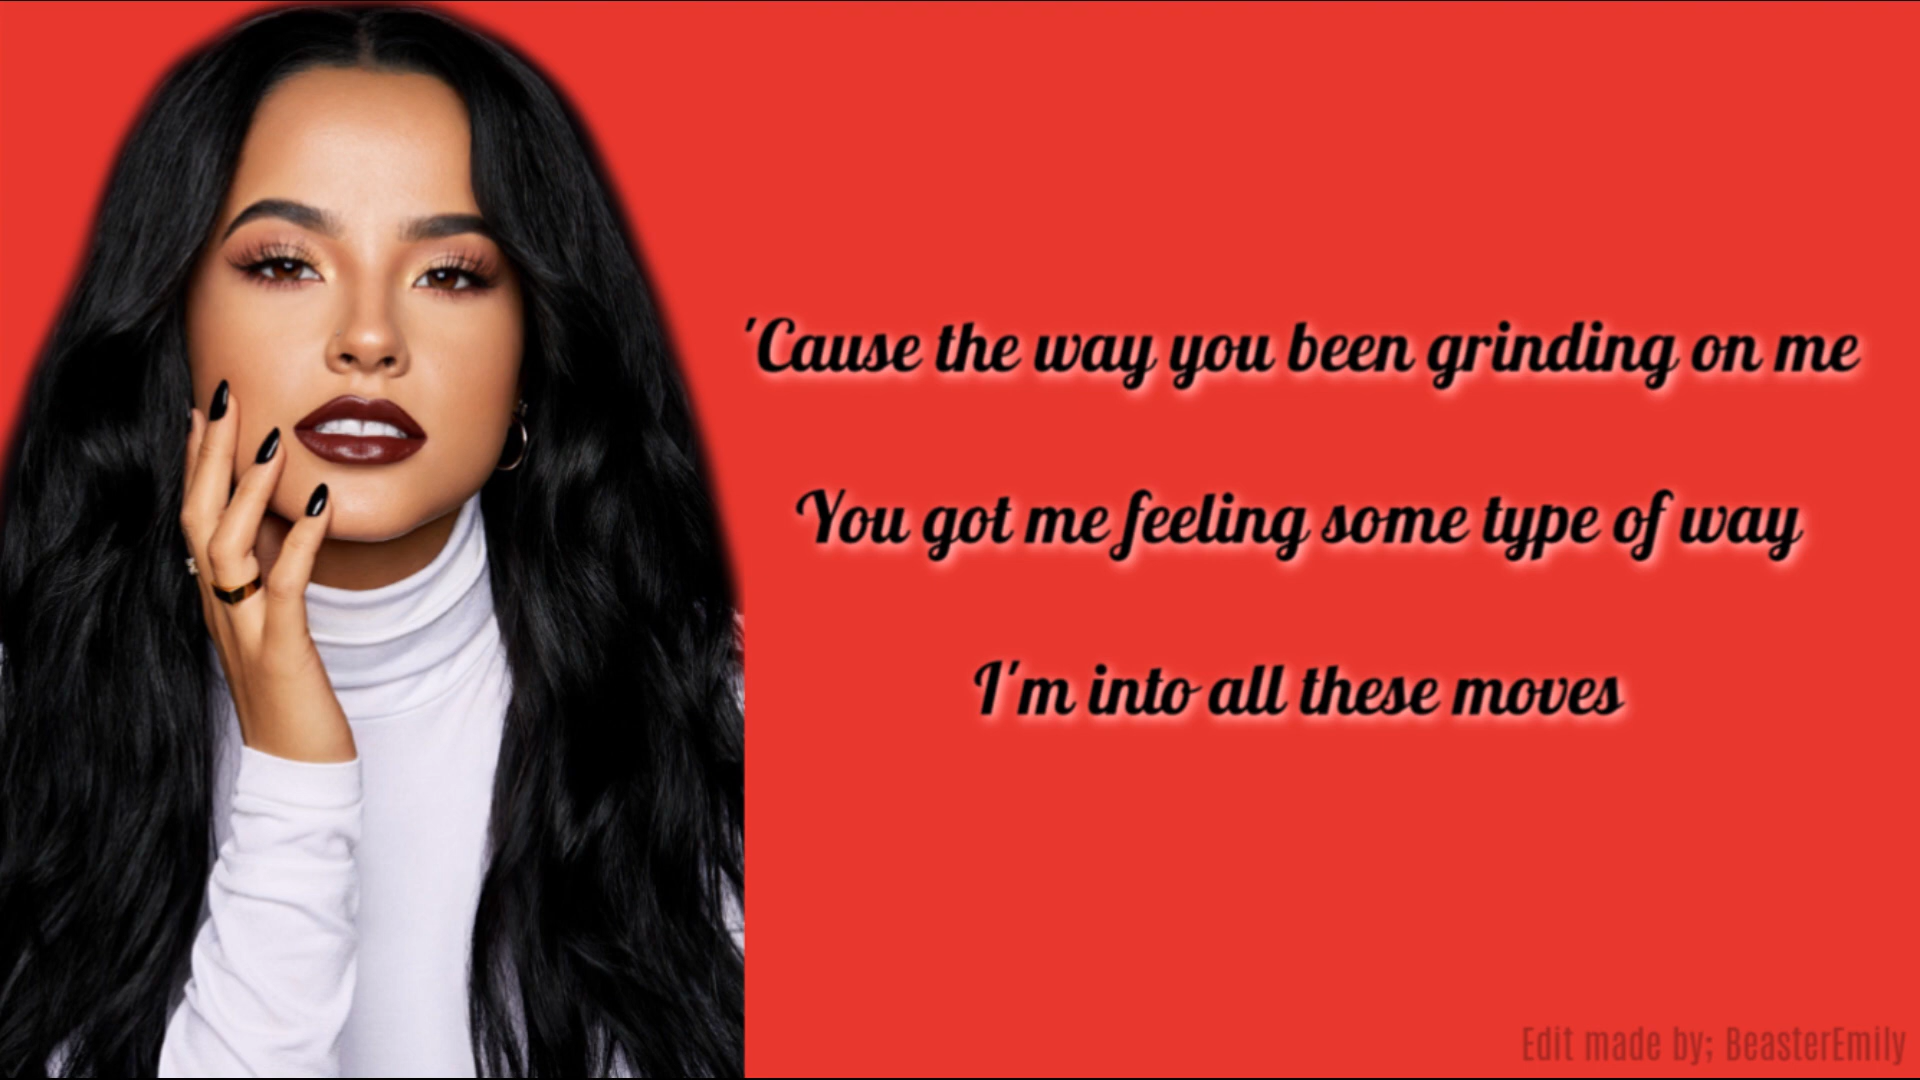 'Cause the way you been grinding on me
You got me feeling some type of way
I'm into all these moves
Edit made by; BeasterEmily